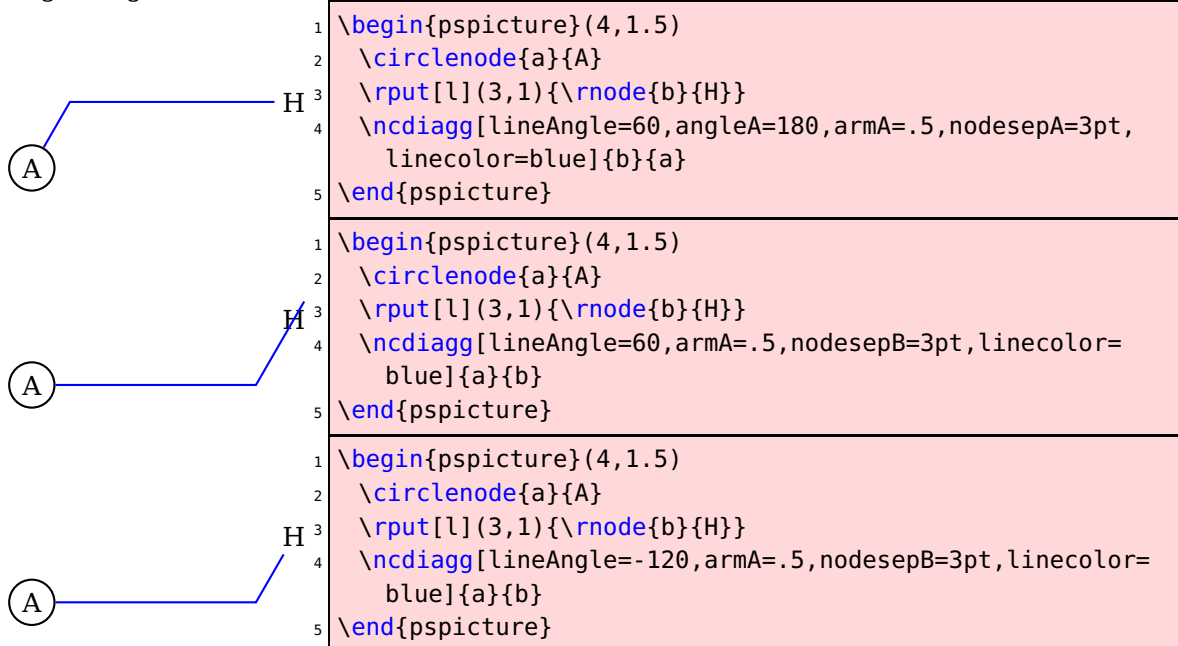 1 \begin{pspicture}(4,1.5)
2 \circlenode{a}{A}
H 3 \rput[l](3,1){\rnode{b}{H}}
4 \ncdiagg[lineAngle=60,angleA=180,armA=.5,nodesepA=3pt,
A linecolor=blue]{b}{a}
5 \end{pspicture}
1 \begin{pspicture}(4,1.5)
2 \circlenode{a}{A}
H 3 \rput[l](3,1){\rnode{b}{H}}
4 \ncdiagg[lineAngle=60,armA=.5,nodesepB=3pt,linecolor=
A blue]{a}{b}
5 \end{pspicture}
1 \begin{pspicture}(4,1.5)
2 \circlenode{a}{A}
H 3 \rput[l](3,1){\rnode{b}{H}}
4 \ncdiagg[lineAngle=-120,armA=.5,nodesepB=3pt,linecolor=
A blue]{a}{b}
5 \end{pspicture}